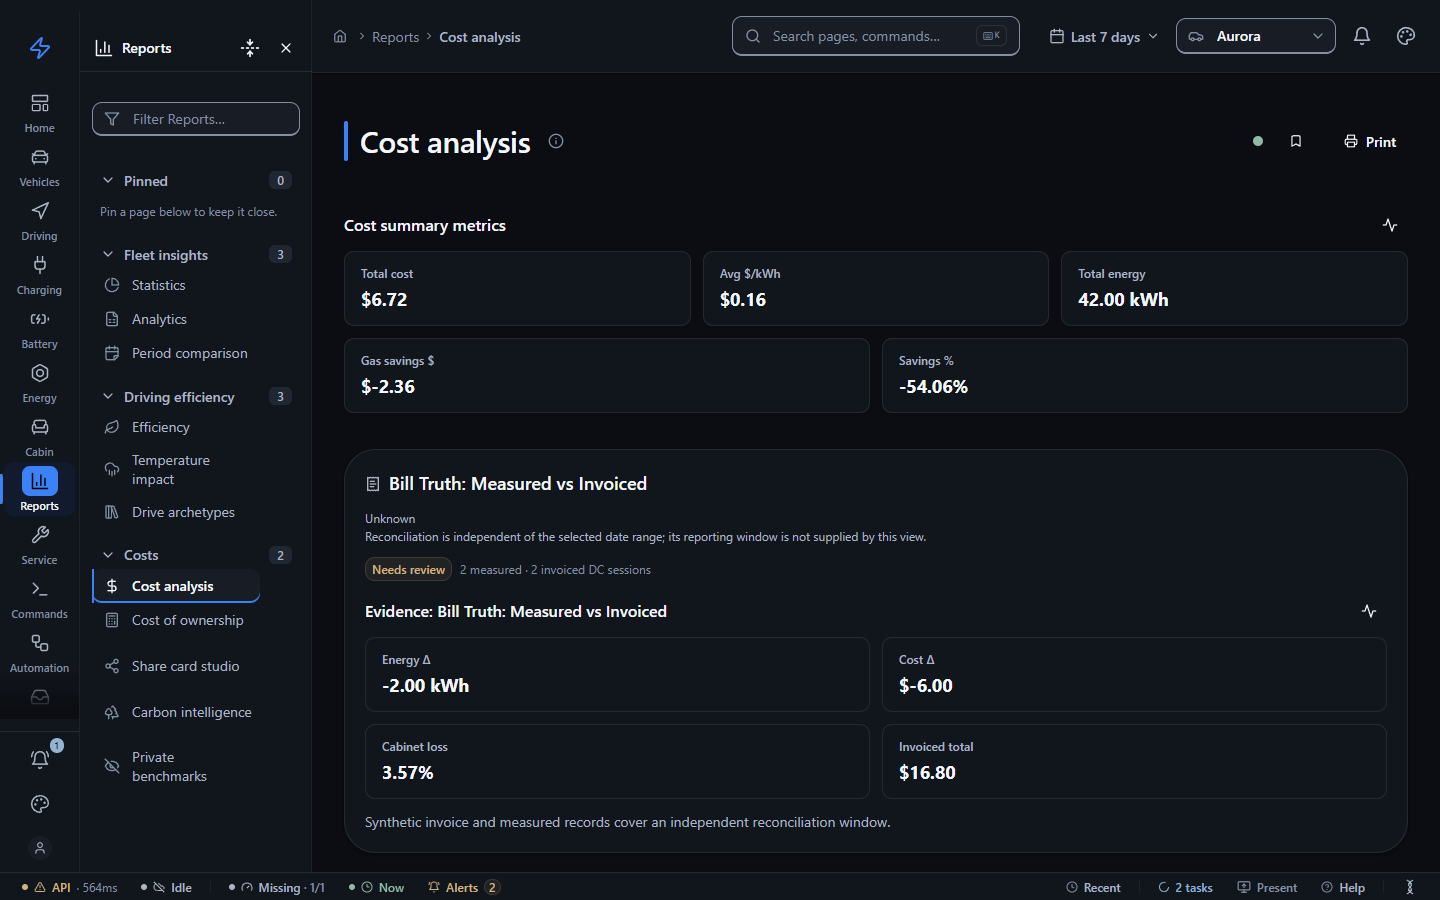 Home
Vehicles
Driving
Charging
Battery
Energy
Cabin
Reports
Service
Commands
Automation
1
Reports
Filter Reports...
Pinned 0
Pin a page below to keep it close.
Fleet insights 3
Statistics
Analytics
Period comparison
Driving efficiency 3
Efficiency
Temperature
impact
Drive archetypes
Costs 2
Cost analysis
Cost of ownership
Share card studio
Carbon intelligence
Private
benchmarks
Reports Cost analysis
Search pages, commands... K
Last 7 days
Aurora
Cost analysis
Print
Cost summary metrics
Total cost
$6.72
Avg $/kWh
$0.16
Total energy
42.00 kWh
Gas savings $
$-2.36
Savings %
-54.06%
Bill Truth: Measured vs Invoiced
Unknown
Reconciliation is independent of the selected date range; its reporting window is not supplied by this view.
Needs review 2 measured · 2 invoiced DC sessions
Evidence: Bill Truth: Measured vs Invoiced
Energy Δ
-2.00 kWh
Cost Δ
$-6.00
Cabinet loss
3.57%
Invoiced total
$16.80
Synthetic invoice and measured records cover an independent reconciliation window.
API · 564ms Idle Missing · 1/1 Now Alerts 2 Recent 2 tasks Present Help